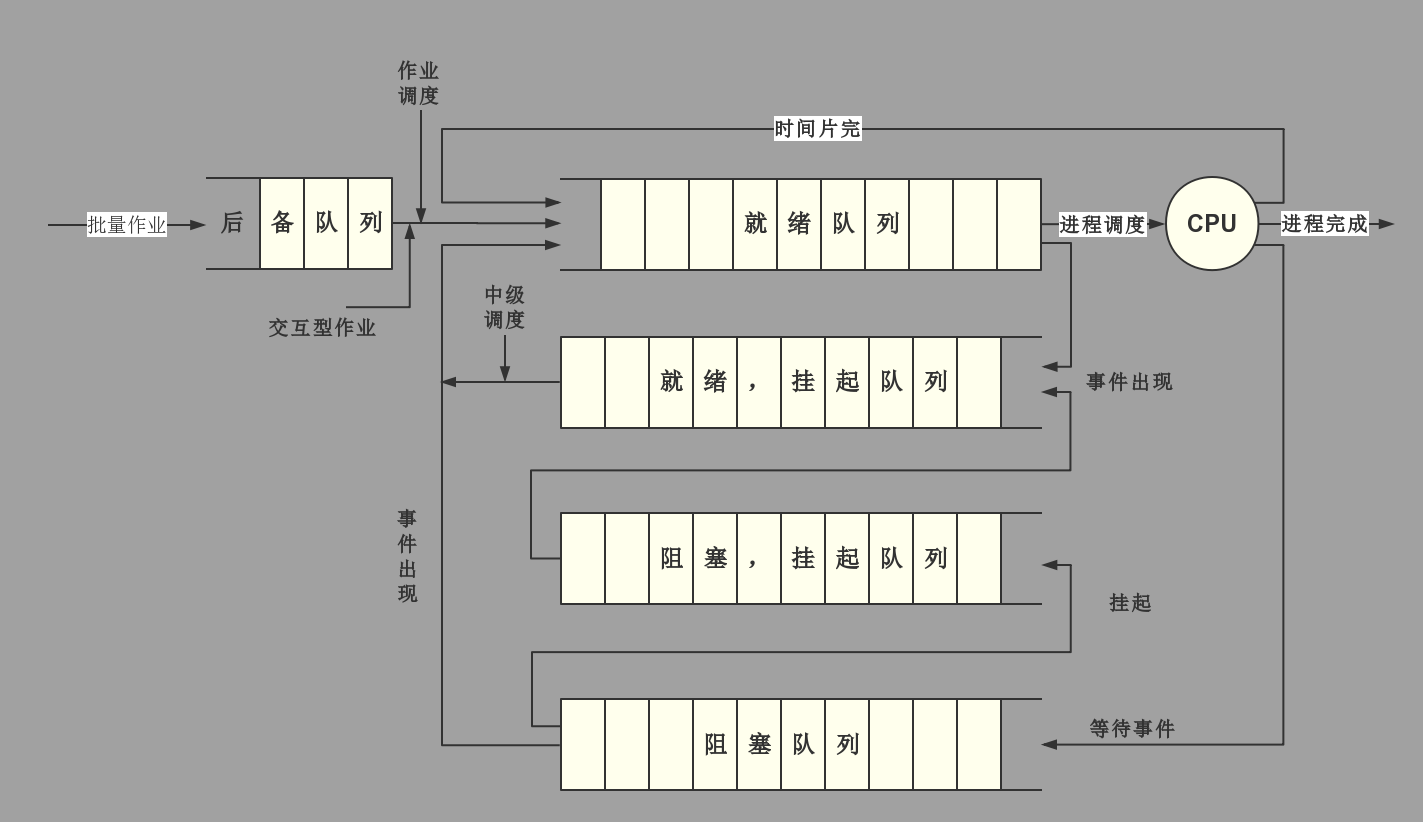 作业
调度
时间片完
批量作业
后备队列
就绪队列
进程调度
CPU
进程完成
交互型作业
中级
调度
就绪，挂起队列
事件出现
事
件
出
现
阻塞，挂起队列
挂起
阻塞队列
等待事件